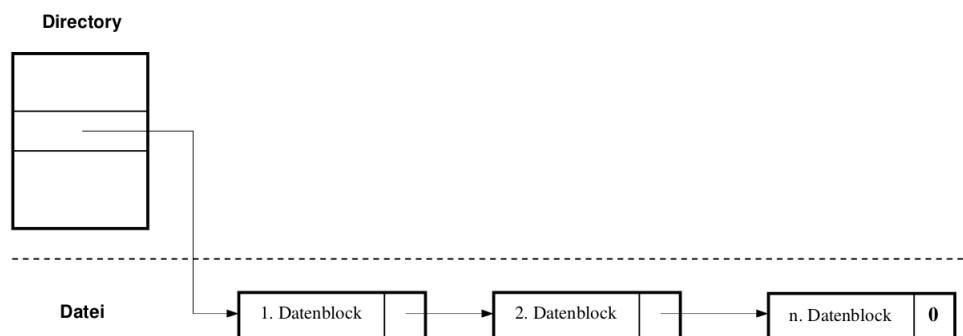 Directory
Datei
1. Datenblock
2. Datenblock
n. Datenblock
0